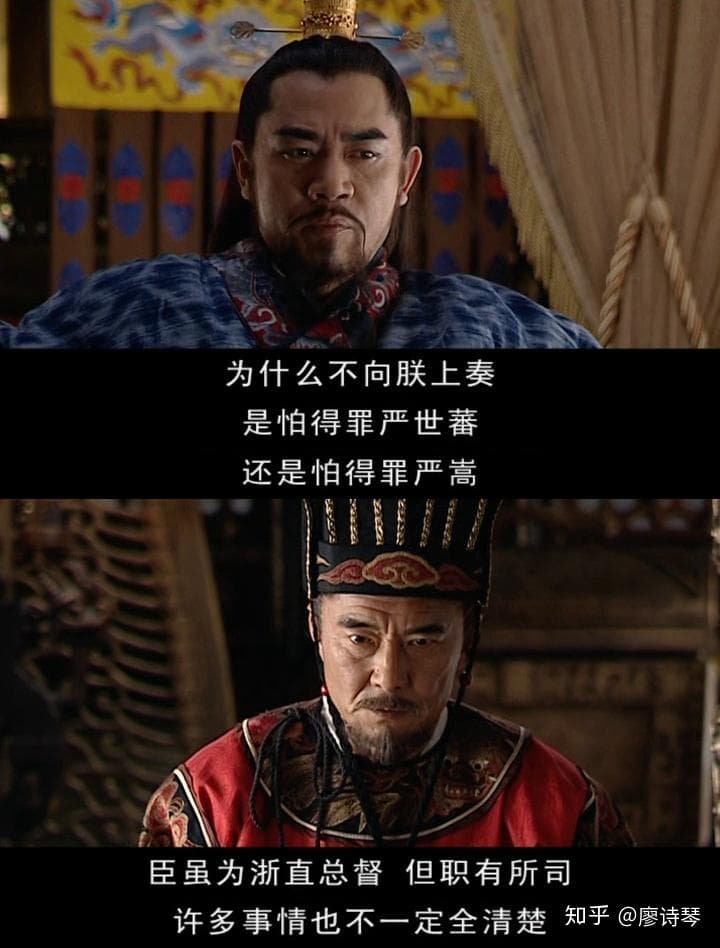 为什么不向朕上奏
是怕得罪严世蕃
还是怕得罪严嵩
臣虽为浙直总督 但职有所司
许多事情也不一定全清楚
知乎 @廖诗琴